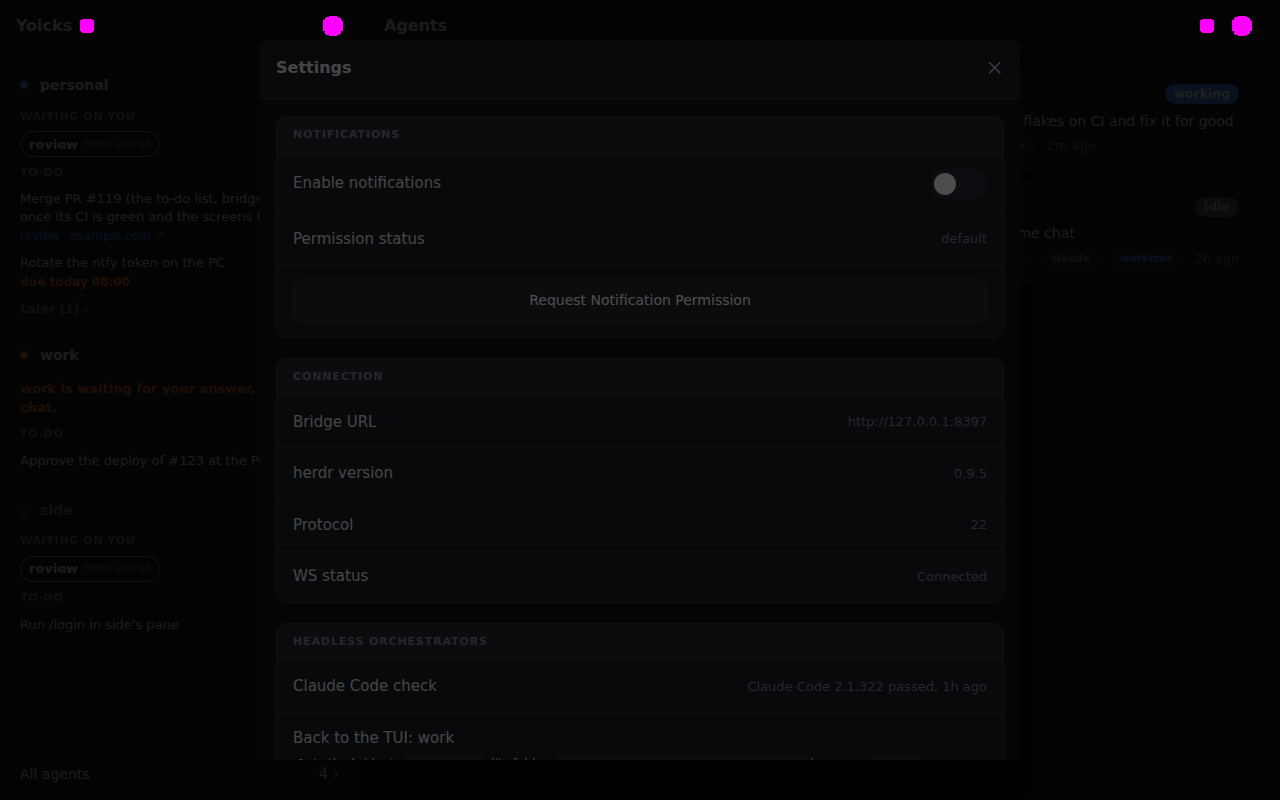 Yoicks
Agents
Settings
personal
WAITING ON YOU
review herdr-yoicks
TO-DO
Merge PR #119 (the to-do list, bridge
once its CI is green and the screens
review example.com ↗
Rotate the ntfy token on the PC
due today 08:00
Later (1) ›
work
work is waiting for your answer,
chat.
TO-DO
Approve the deploy of #123 at the
side
WAITING ON YOU
review herdr-yoicks
TO-DO
Run /login in side's pane
All agents 4 ›
NOTIFICATIONS
Enable notifications
Permission status default
Request Notification Permission
CONNECTION
Bridge URL http://127.0.0.1:8397
herdr version 0.9.5
Protocol 22
WS status Connected
HEADLESS ORCHESTRATORS
Claude Code check Claude Code 2.1.322 passed, 1h ago
Back to the TUI: work
working
flakes on CI and fix it for good
2m ago
idle
me chat
claude worktree 2h ago